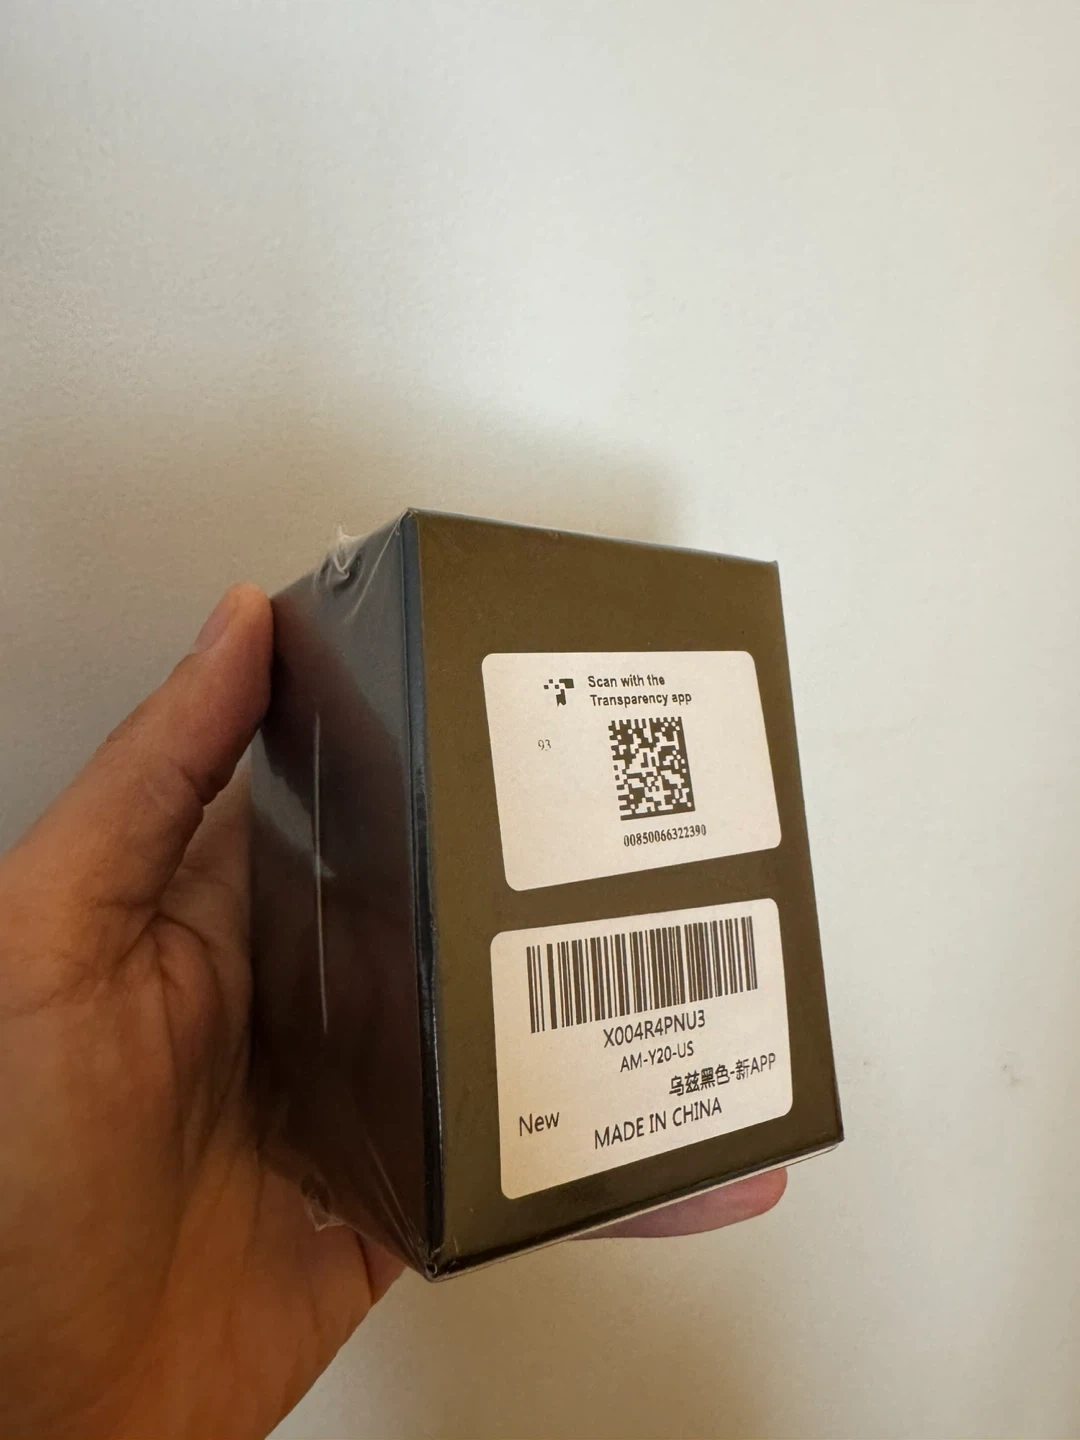 Scan with the
Transparency app
93
00850066322390
X004R4PNU3
AM-Y20-US
乌兹黑色-新APP
New
MADE IN CHINA